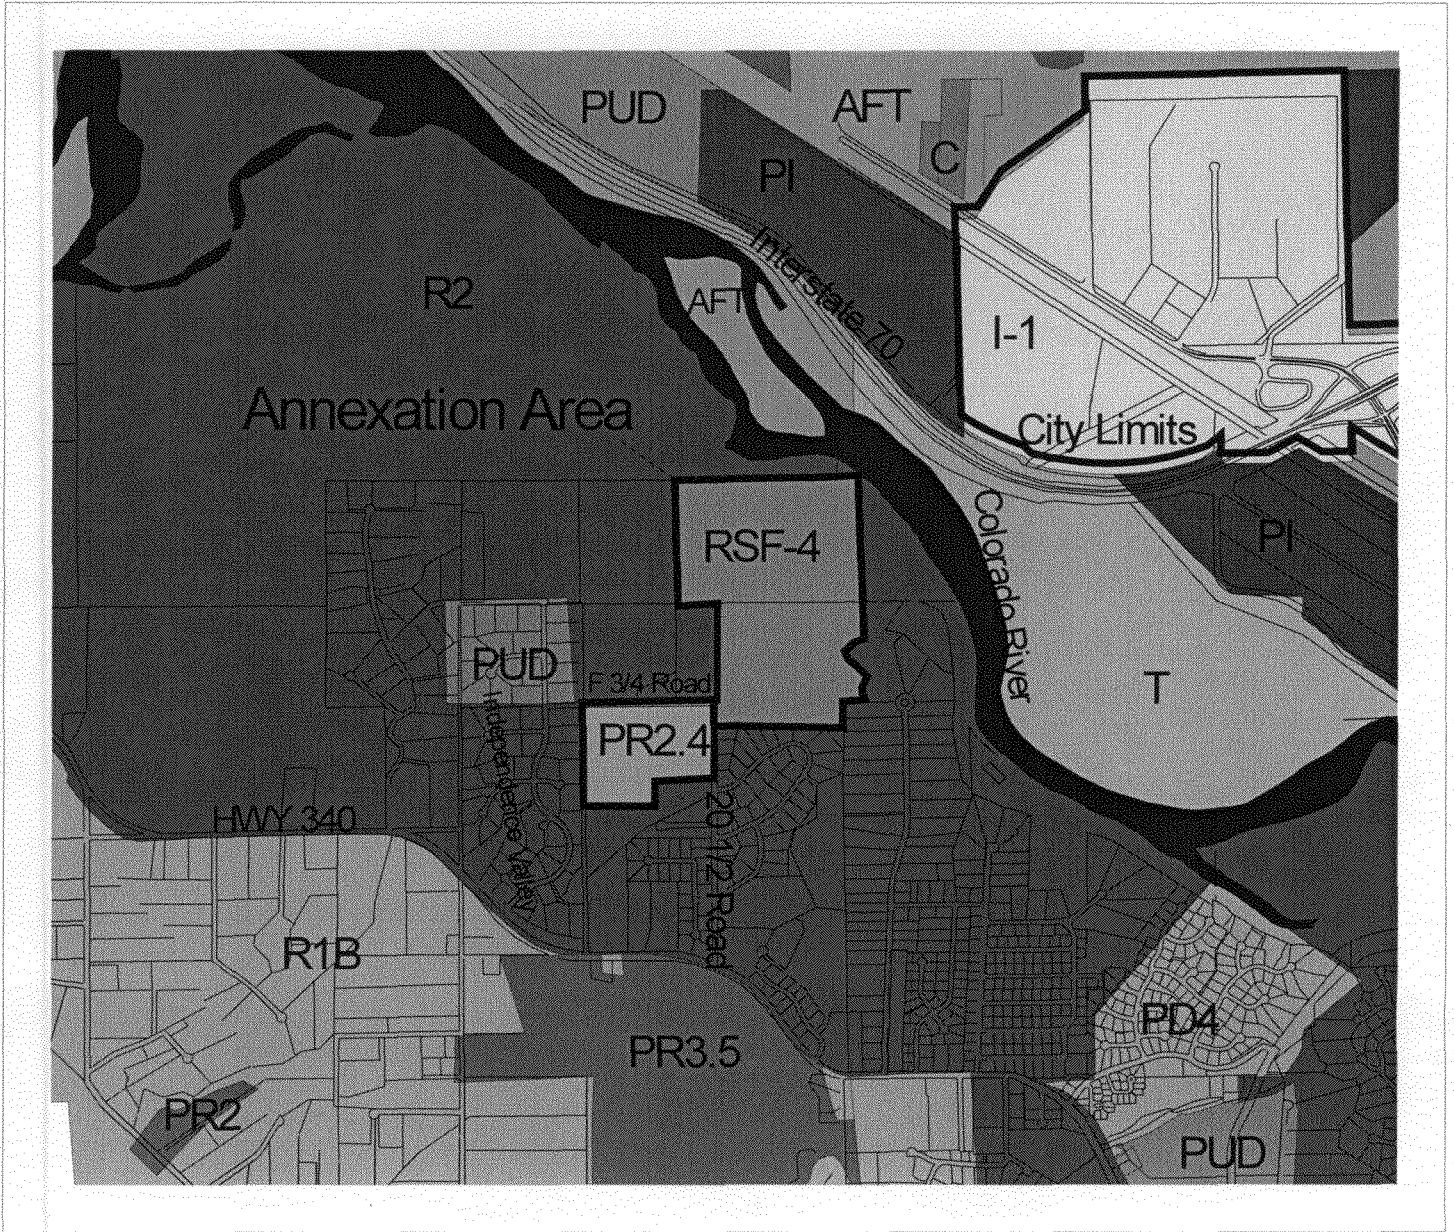 PUD
AFT
C
PI
Interstate 70
R2
AFT
I-1
Annexation Area
City Limits
RSF-4
Colorado River
PI
PUD
F 3/4 Road
T
Independence Valley
PR2.4
HWY 340
20 1/2 Road
R1B
PD4
PR3.5
PR2
PUD